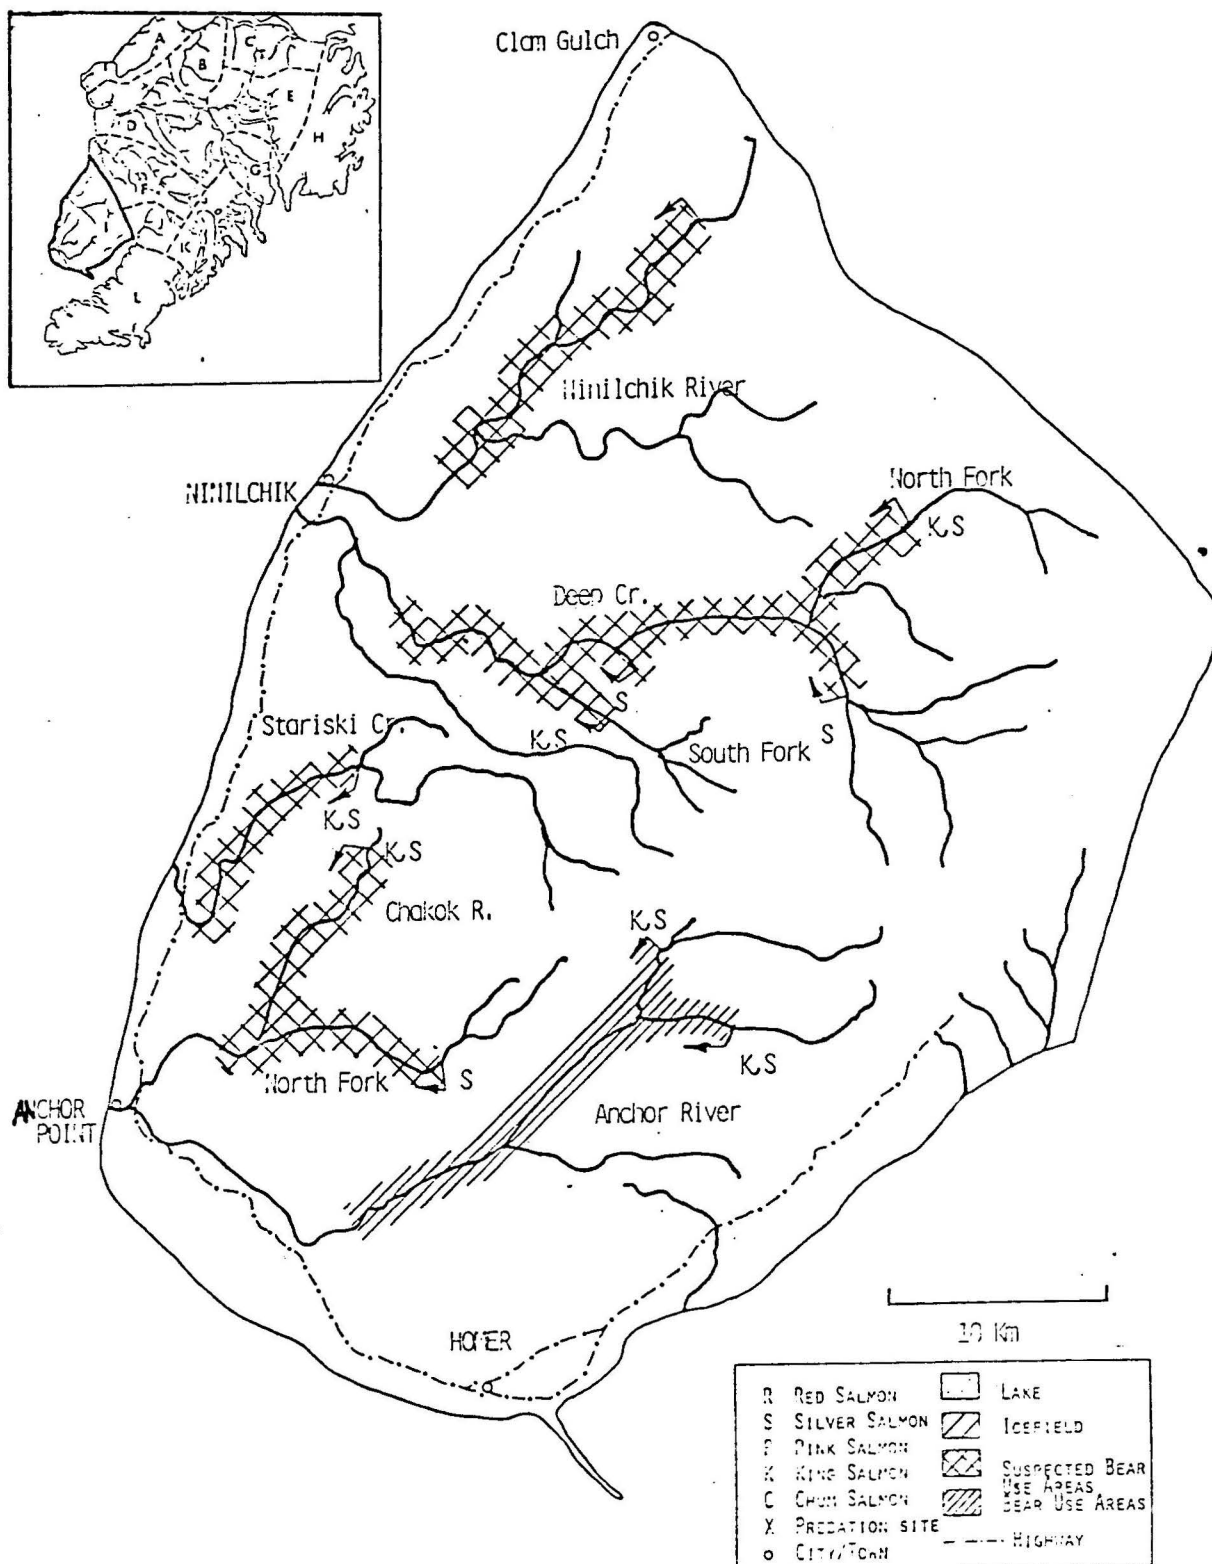 A
B
C
D
E
F
G
H
I
K
L
Clam Gulch
Ninilchik River
NINILCHIK
North Fork
K,S
Deep Cr.
S
K,S
South Fork
S
Stariski Cr.
K,S
K,S
Chakok R.
K,S
North Fork
S
K,S
ANCHOR
POINT
Anchor River
HOMER
10 Km
R RED SALMON
S SILVER SALMON
P PINK SALMON
K KING SALMON
C CHUM SALMON
X PREDATION SITE
o CITY/TOWN
LAKE
ICEFIELD
SUSPECTED BEAR
USE AREAS
BEAR USE AREAS
HIGHWAY